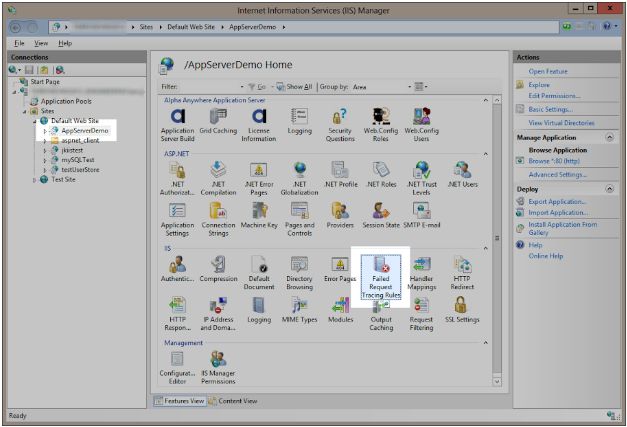 Internet Information Services (IIS) Manager
Sites
Default Web Site
AppServerDemo
File View Help
Connections
Start Page
Application Pools
Sites
Default Web Site
AppServerDemo
aspnet_client
jkistest
mySQLTest
testUserStore
Test Site
/AppServerDemo Home
Filter: Go Show All Group by: Area
Alpha Anywhere Application Server
Application Server Build
Grid Caching
License Information
Logging
Security Questions
Web.Config Roles
Web.Config Users
ASP.NET
.NET Authorizat...
.NET Compilation
.NET Error Pages
.NET Globalization
.NET Profile
.NET Roles
.NET Trust Levels
.NET Users
Application Settings
Connection Strings
Machine Key
Pages and Controls
Providers
Session State
SMTP E-mail
IIS
Authentic...
Compression
Default Document
Directory Browsing
Error Pages
Failed Request Tracing Rules
Handler Mappings
HTTP Redirect
HTTP Respon...
IP Address and Doma...
Logging
MIME Types
Modules
Output Caching
Request Filtering
SSL Settings
Management
Configurat... Editor
IIS Manager Permissions
Features View
Content View
Actions
Open Feature
Explore
Edit Permissions...
Basic Settings...
View Virtual Directories
Manage Application
Browse Application
Browse *:80 (http)
Advanced Settings...
Deploy
Export Application...
Import Application...
Install Application From Gallery
Help
Online Help
Ready